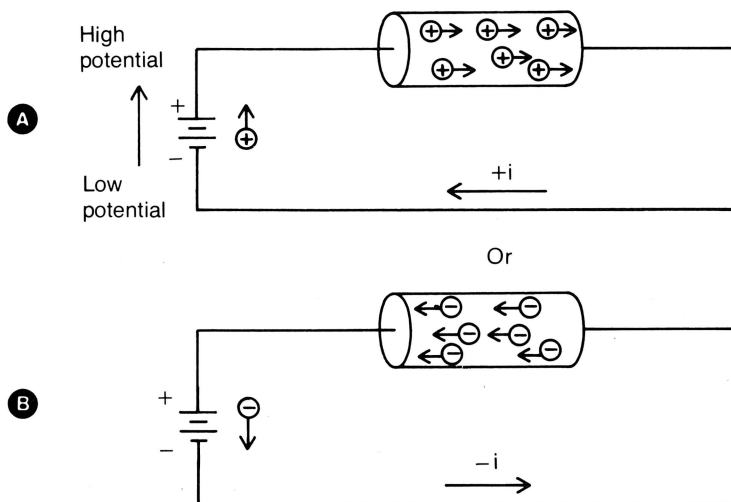 High
potential
A
+
−
Low
potential
+ + +
+ + +
+
+i
Or
B
+
−
− −
− −
− −
−
−i